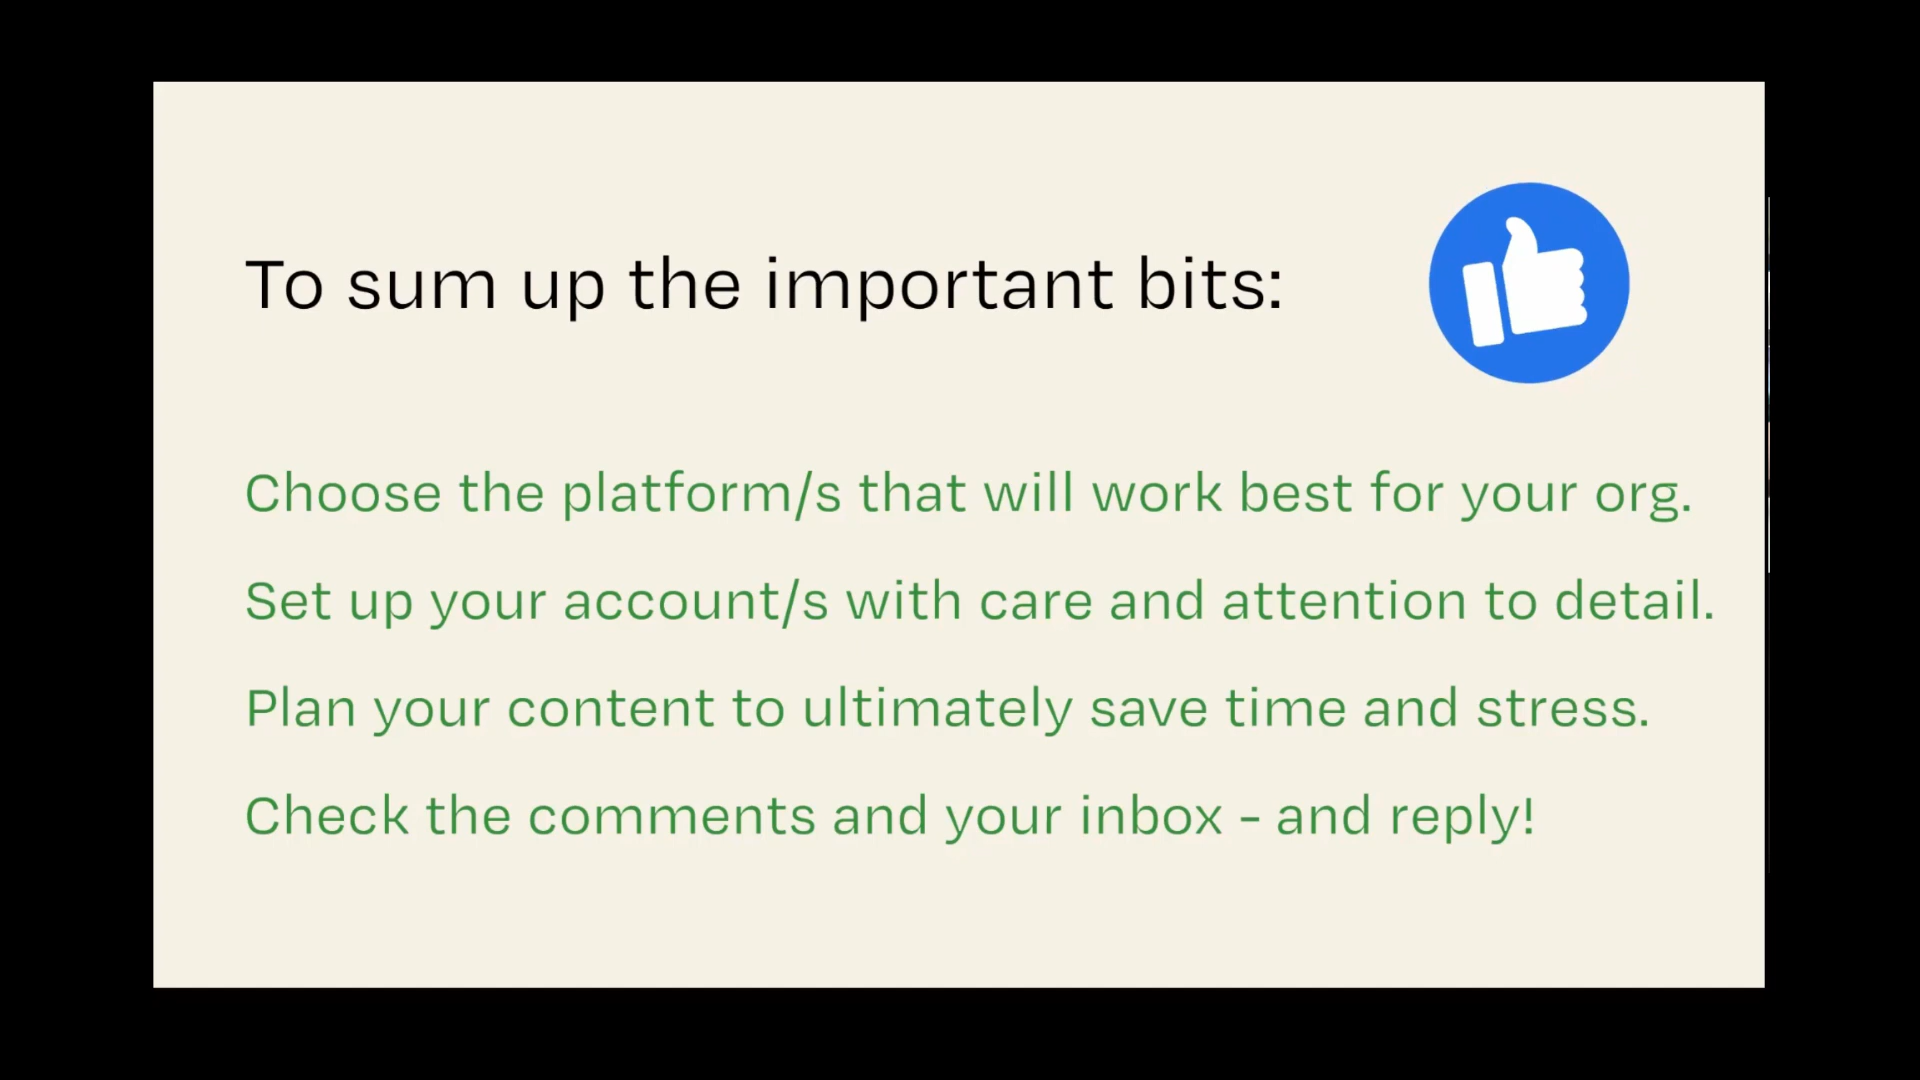 To sum up the important bits:
Choose the platform/s that will work best for your org.
Set up your account/s with care and attention to detail.
Plan your content to ultimately save time and stress.
Check the comments and your inbox - and reply!